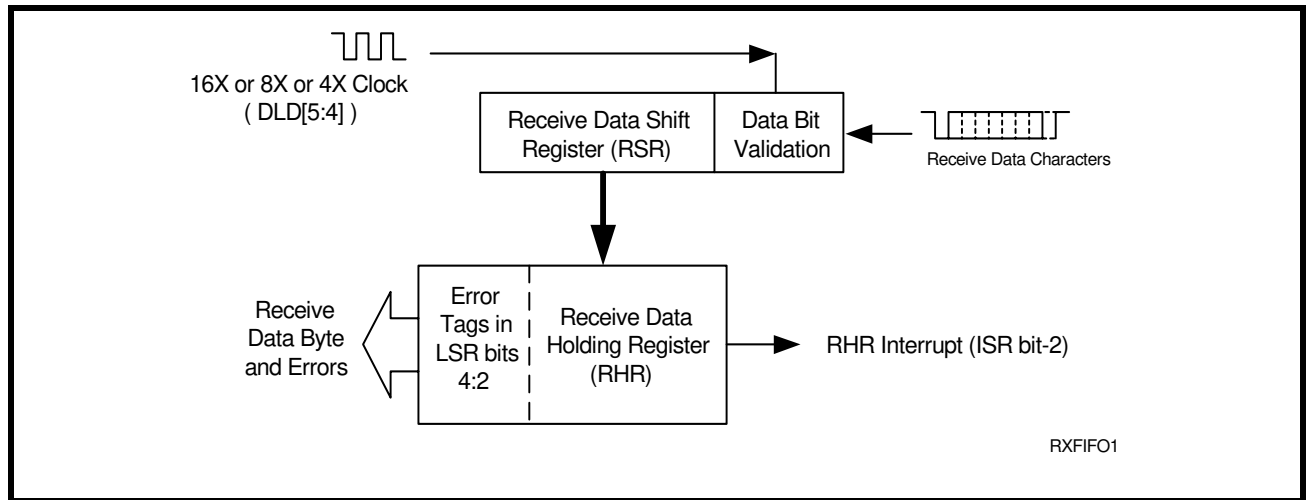 16X or 8X or 4X Clock
( DLD[5:4] )
Receive Data Shift
Register (RSR)
Data Bit
Validation
Receive Data Characters
Receive
Data Byte
and Errors
Error
Tags in
LSR bits
4:2
Receive Data
Holding Register
(RHR)
RHR Interrupt (ISR bit-2)
RXFIFO1